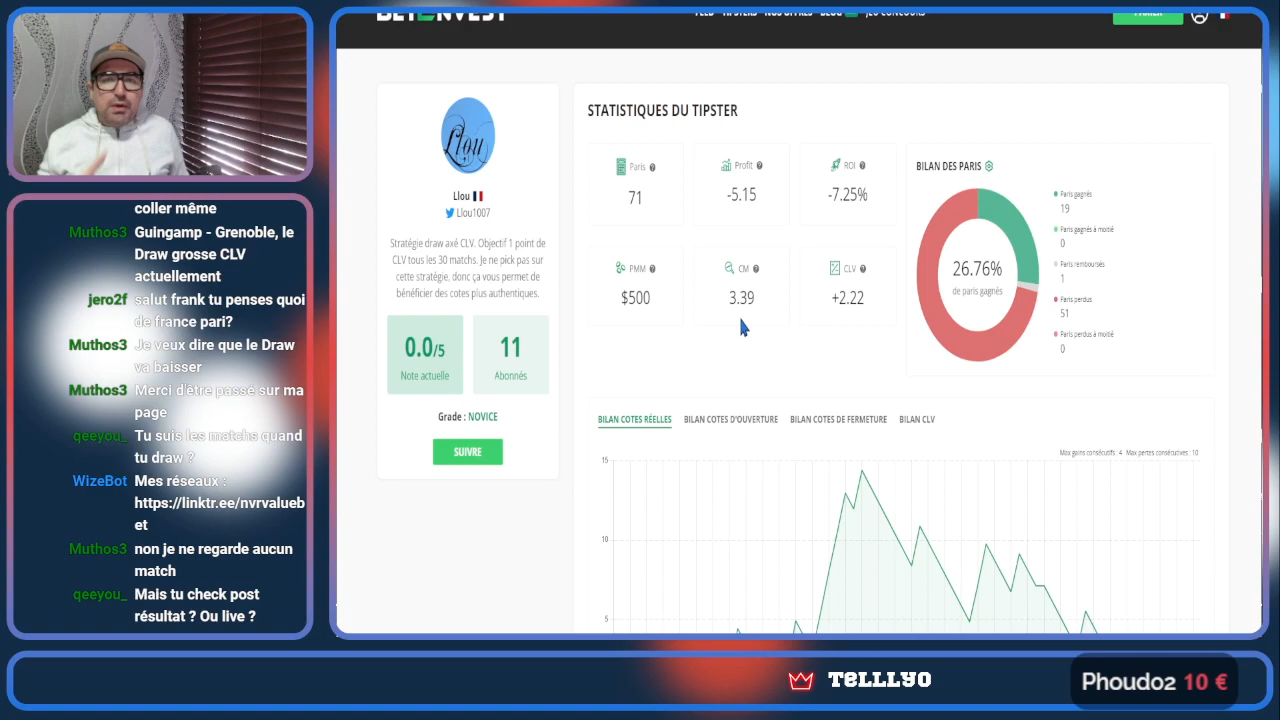 coller même
Muthos3 Guingamp - Grenoble, le
Draw grosse CLV
actuellement
jero2f salut frank tu penses quoi
de france pari?
Muthos3 Je veux dire que le Draw
va baisser
Muthos3 Merci d'être passé sur ma
page
qeeyou_ Tu suis les matchs quand
tu draw ?
WizeBot Mes réseaux :
https://linktr.ee/nvrvalueb
et
Muthos3 non je ne regarde aucun
match
qeeyou_ Mais tu check post
résultat ? Ou live ?
Llou
Llou
Llou1007
Stratégie draw axé CLV. Objectif 1 point de
CLV tous les 30 matchs. Je ne pick pas sur
cette stratégie, donc ça vous permet de
bénéficier des cotes plus authentiques.
0.0/5
Note actuelle
11
Abonnés
Grade : NOVICE
SUIVRE
STATISTIQUES DU TIPSTER
Paris
71
Profit
-5.15
ROI
-7.25%
PMM
$500
CM
3.39
CLV
+2.22
BILAN DES PARIS
26.76%
de paris gagnés
Paris gagnés
19
Paris gagnés à moitié
0
Paris remboursés
1
Paris perdus
51
Paris perdus à moitié
0
BILAN COTES RÉELLES BILAN COTES D'OUVERTURE BILAN COTES DE FERMETURE BILAN CLV
Max gains consécutifs : 4 Max pertes consécutives : 10
15
10
5
TELLLYO
Phoudo2 10 €